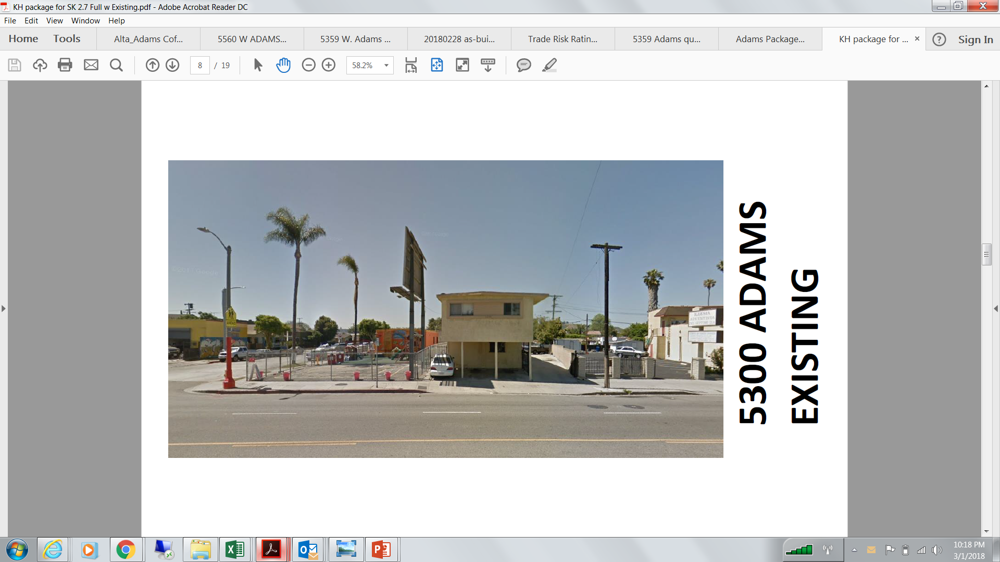 KH package for SK 2.7 Full w Existing.pdf - Adobe Acrobat Reader DC
File Edit View Window Help
Home Tools Alta_Adams Cof... 5560 W ADAMS... 5359 W. Adams ... 20180228 as-bui... Trade Risk Ratin... 5359 Adams qu... Adams Package... KH package for ... × ? Sign In
8 / 19 58.2%
5300 ADAMS
EXISTING
10:18 PM
3/1/2018